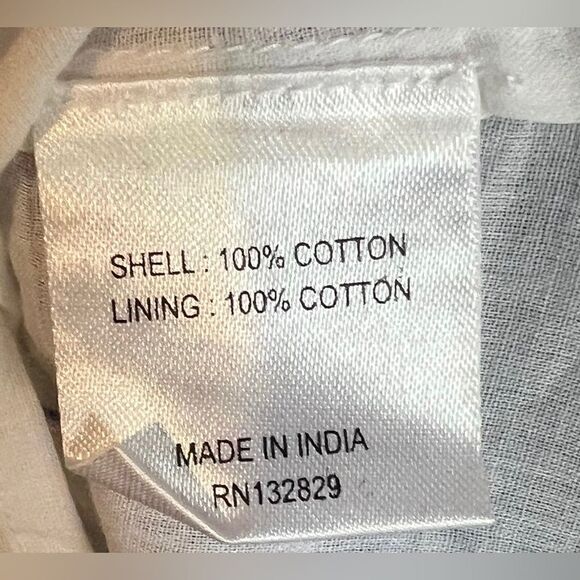 SHELL : 100% COTTON
LINING : 100% COTTON
MADE IN INDIA
RN132829